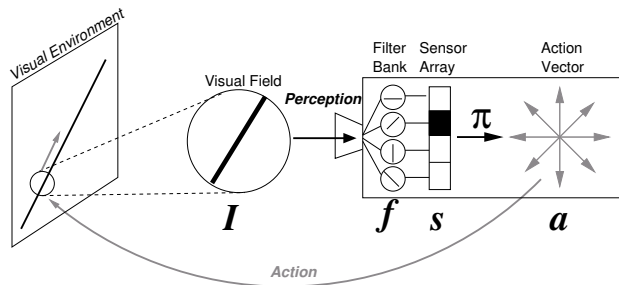 Visual Environment
Visual Field
Perception
Filter
Bank
Sensor
Array
Action
Vector
π
I
f
s
a
Action